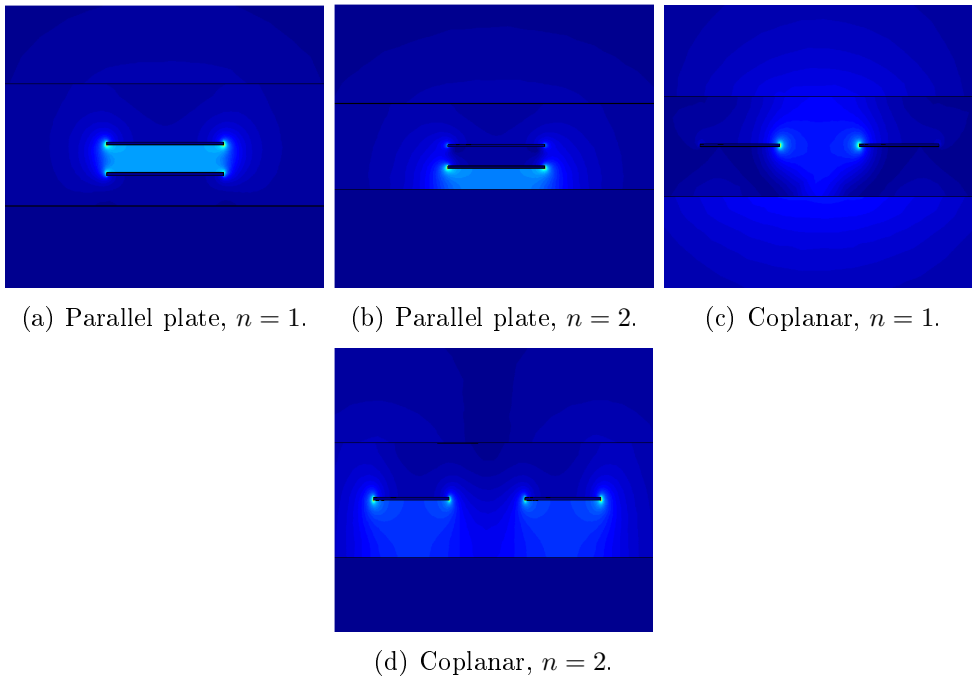 (a) Parallel plate, n = 1.
(b) Parallel plate, n = 2.
(c) Coplanar, n = 1.
(d) Coplanar, n = 2.